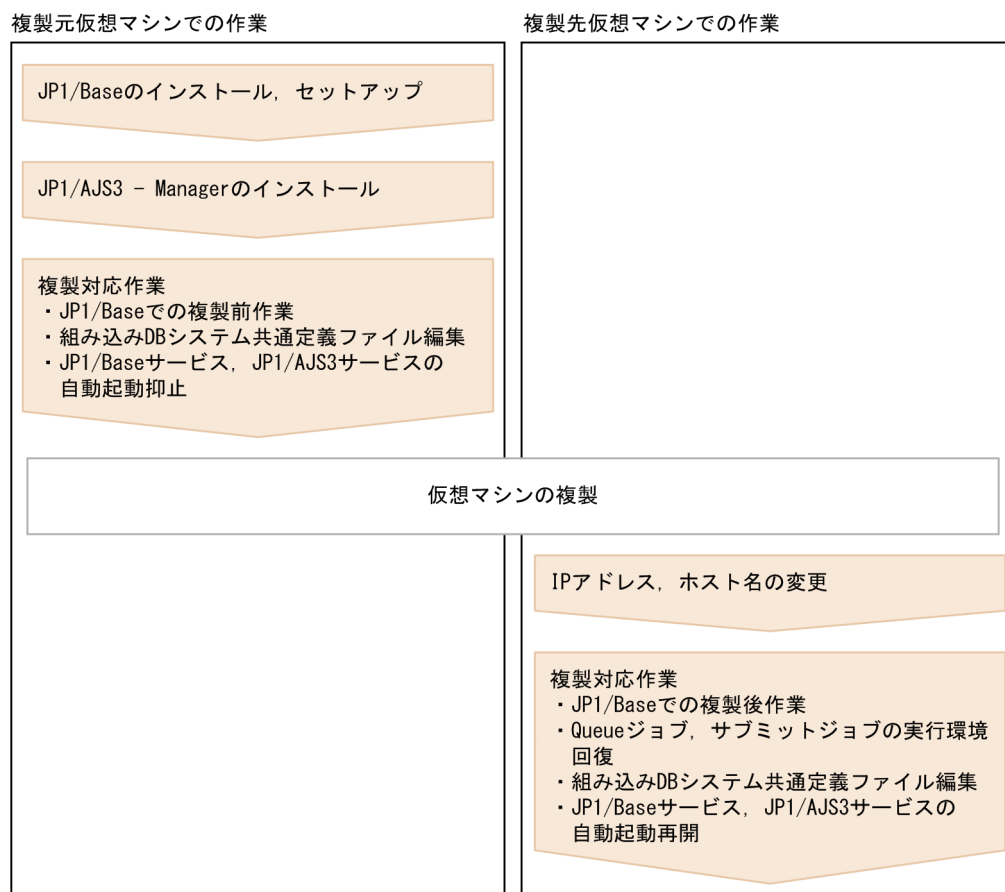 複製元仮想マシンでの作業
複製先仮想マシンでの作業
JP1/Baseのインストール，セットアップ
JP1/AJS3 － Managerのインストール
複製対応作業
・JP1/Baseでの複製前作業
・組み込みDBシステム共通定義ファイル編集
・JP1/Baseサービス，JP1/AJS3サービスの
自動起動抑止
仮想マシンの複製
IPアドレス，ホスト名の変更
複製対応作業
・JP1/Baseでの複製後作業
・Queueジョブ，サブミットジョブの実行環境
回復
・組み込みDBシステム共通定義ファイル編集
・JP1/Baseサービス，JP1/AJS3サービスの
自動起動再開